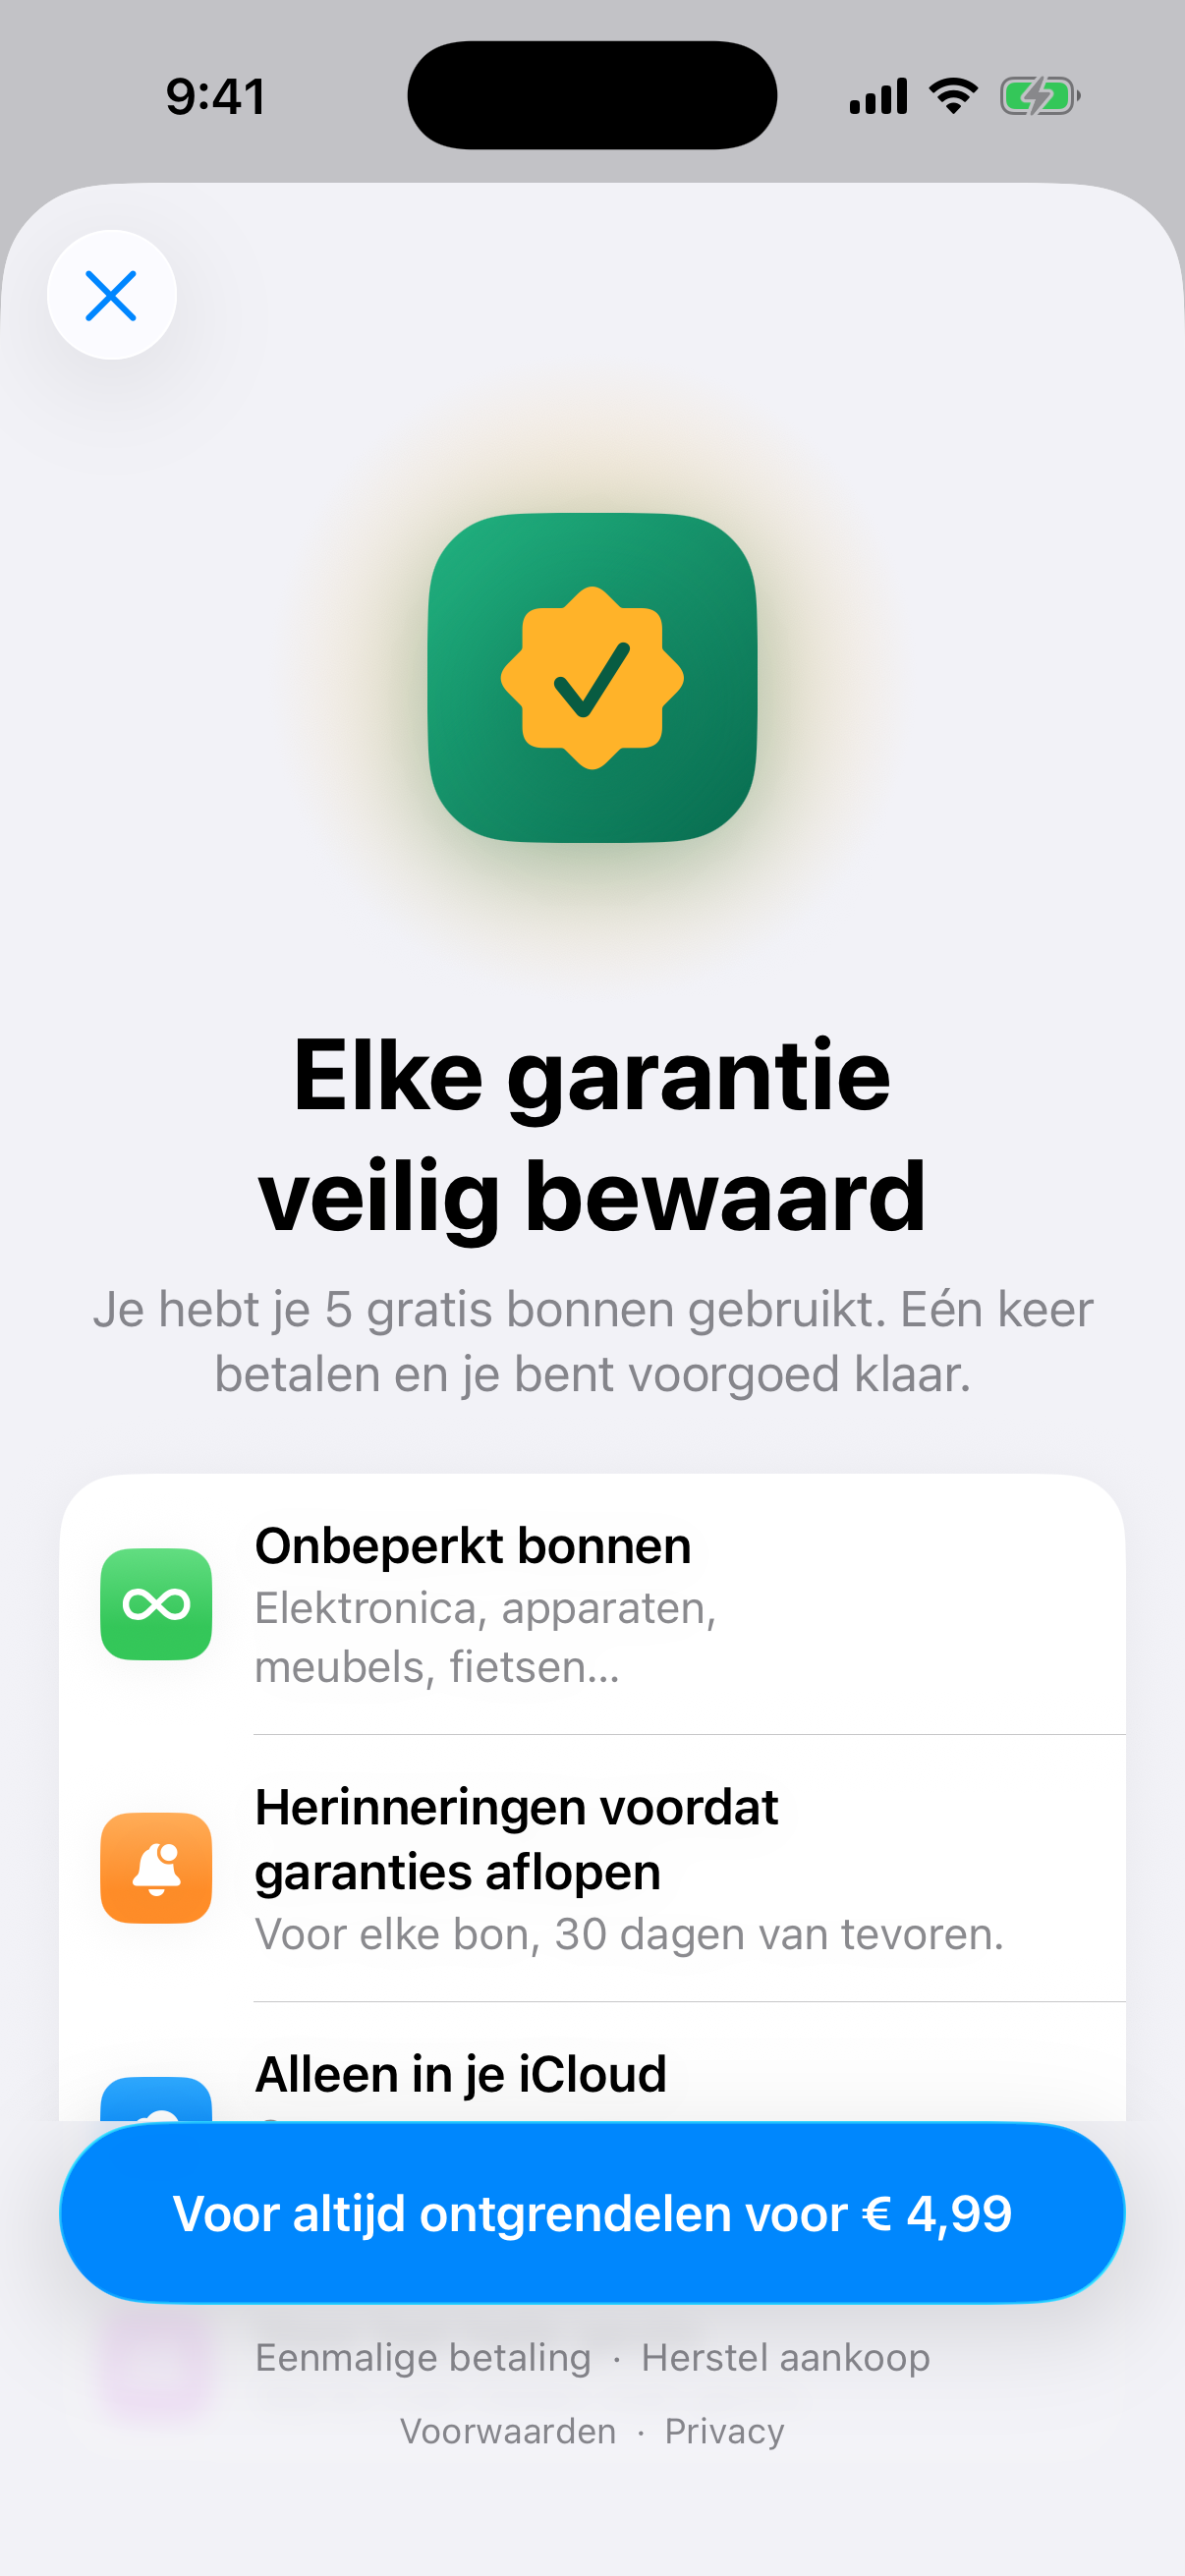 9:41
Elke garantie
veilig bewaard
Je hebt je 5 gratis bonnen gebruikt. Eén keer
betalen en je bent voorgoed klaar.
Onbeperkt bonnen
Elektronica, apparaten,
meubels, fietsen...
Herinneringen voordat
garanties aflopen
Voor elke bon, 30 dagen van tevoren.
Alleen in je iCloud
Voor altijd ontgrendelen voor € 4,99
Eenmalige betaling · Herstel aankoop
Voorwaarden · Privacy